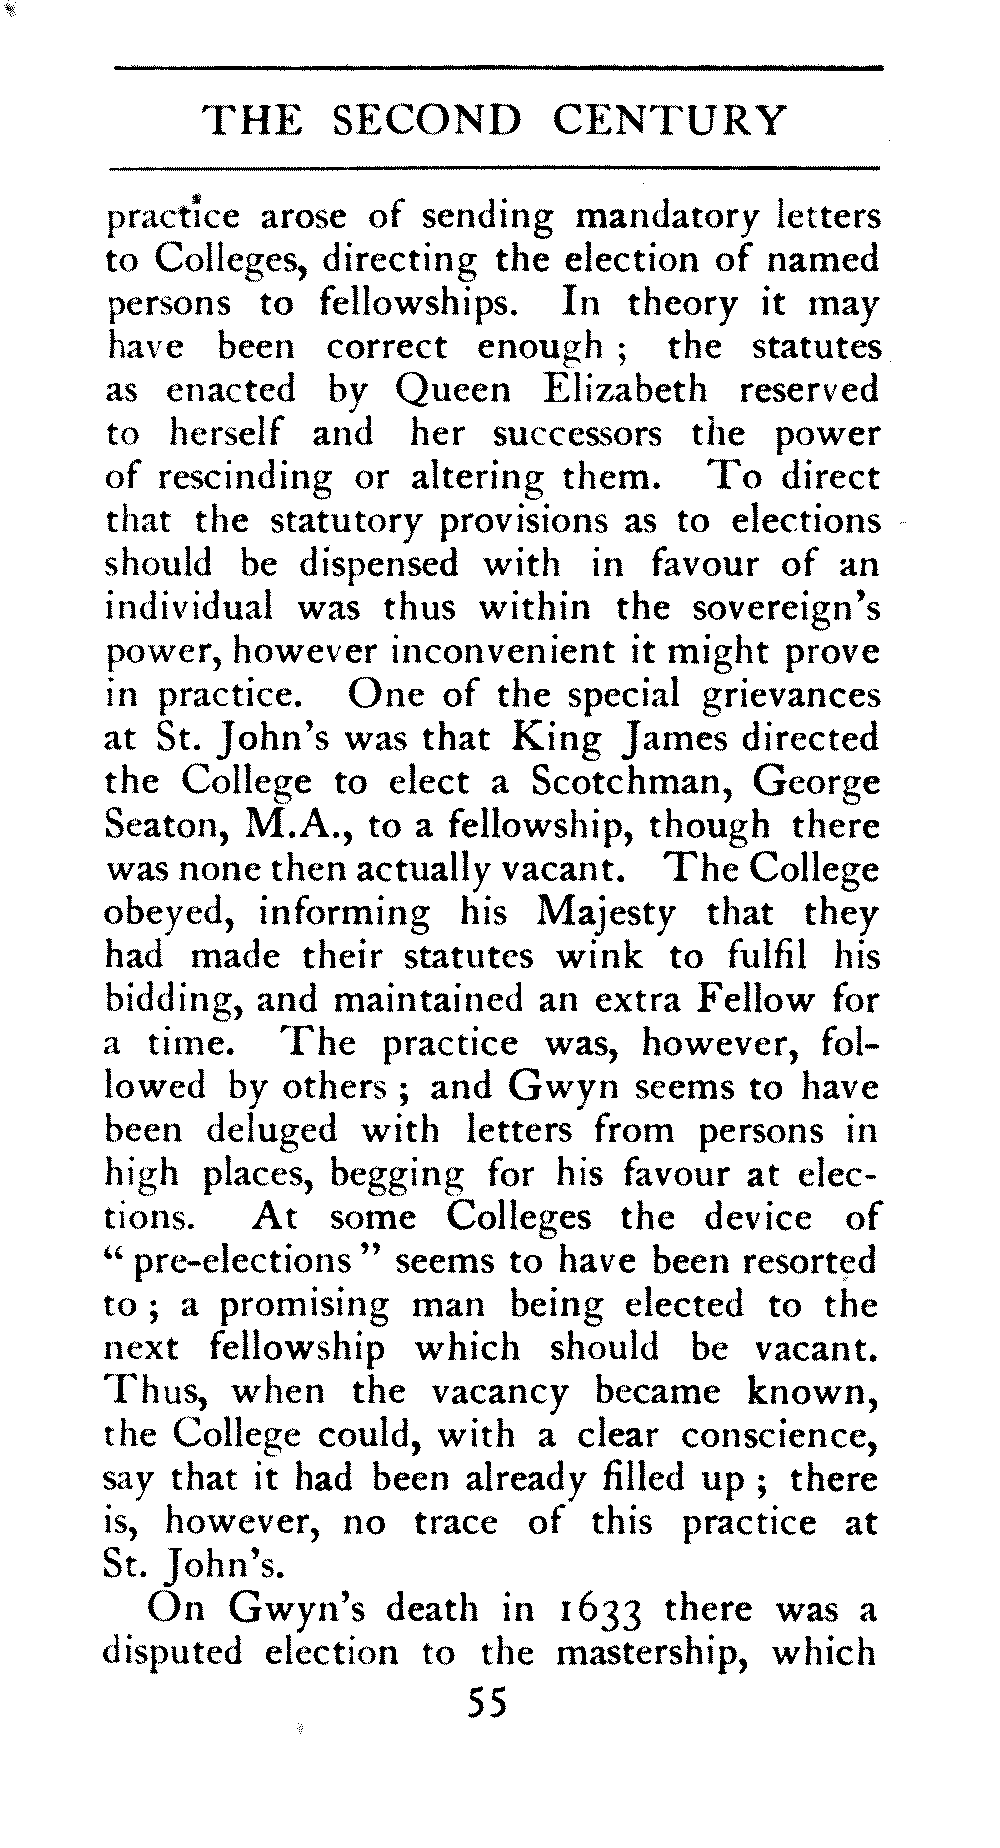 THE SECOND CENTURY
practice arose of sending mandatory letters
to Colleges, directing the election of named
persons to fellowships. In theory it may
have been correct enough ; the statutes
as enacted by Queen Elizabeth reserved
to herself and her successors the power
of rescinding or altering them. To direct
that the statutory provisions as to elections
should be dispensed with in favour of an
individual was thus within the sovereign's
power, however inconvenient it might prove
in practice. One of the special grievances
at St. John's was that King James directed
the College to elect a Scotchman, George
Seaton, M.A., to a fellowship, though there
was none then actually vacant. The College
obeyed, informing his Majesty that they
had made their statutes wink to fulfil his
bidding, and maintained an extra Fellow for
a time. The practice was, however, fol-
lowed by others ; and Gwyn seems to have
been deluged with letters from persons in
high places, begging for his favour at elec-
tions. At some Colleges the device of
“ pre-elections ” seems to have been resorted
to ; a promising man being elected to the
next fellowship which should be vacant.
Thus, when the vacancy became known,
the College could, with a clear conscience,
say that it had been already filled up ; there
is, however, no trace of this practice at
St. John's.
On Gwyn's death in 1633 there was a
disputed election to the mastership, which
55